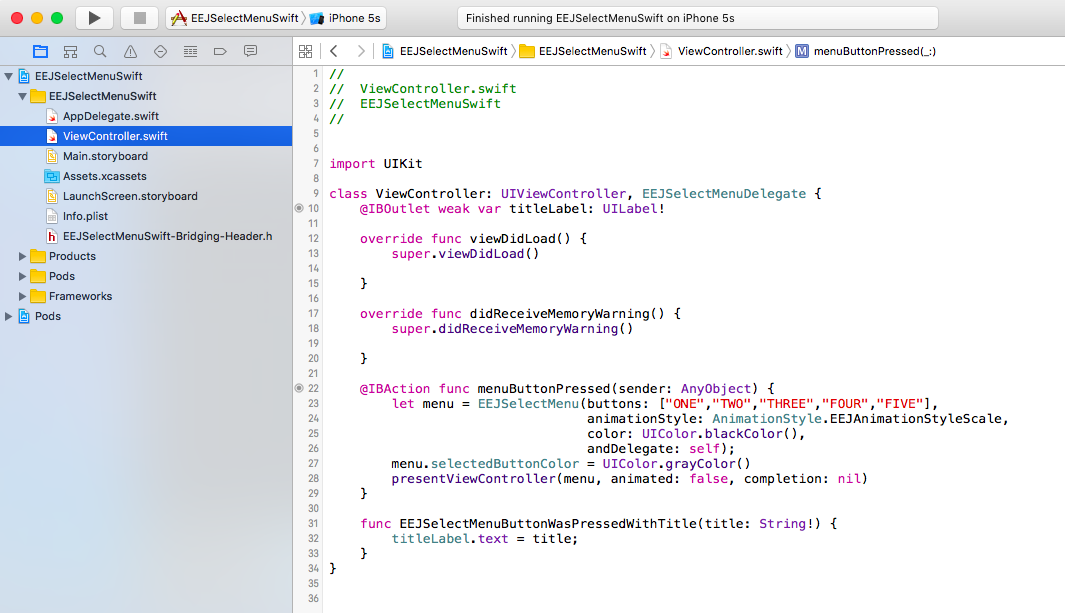 EEJSelectMenuSwift iPhone 5s
Finished running EEJSelectMenuSwift on iPhone 5s
EEJSelectMenuSwift EEJSelectMenuSwift ViewController.swift M menuButtonPressed(_:)
EEJSelectMenuSwift
EEJSelectMenuSwift
AppDelegate.swift
ViewController.swift
Main.storyboard
Assets.xcassets
LaunchScreen.storyboard
Info.plist
h EEJSelectMenuSwift-Bridging-Header.h
Products
Pods
Frameworks
Pods
1 //
2 //  ViewController.swift
3 //  EEJSelectMenuSwift
4 //
5
6
7 import UIKit
8
9 class ViewController: UIViewController, EEJSelectMenuDelegate {
10     @IBOutlet weak var titleLabel: UILabel!
11
12     override func viewDidLoad() {
13         super.viewDidLoad()
14
15     }
16
17     override func didReceiveMemoryWarning() {
18         super.didReceiveMemoryWarning()
19
20     }
21
22     @IBAction func menuButtonPressed(sender: AnyObject) {
23         let menu = EEJSelectMenu(buttons: ["ONE","TWO","THREE","FOUR","FIVE"],
24                                  animationStyle: AnimationStyle.EEJAnimationStyleScale,
25                                  color: UIColor.blackColor(),
26                                  andDelegate: self);
27         menu.selectedButtonColor = UIColor.grayColor()
28         presentViewController(menu, animated: false, completion: nil)
29     }
30
31     func EEJSelectMenuButtonWasPressedWithTitle(title: String!) {
32         titleLabel.text = title;
33     }
34 }
35
36